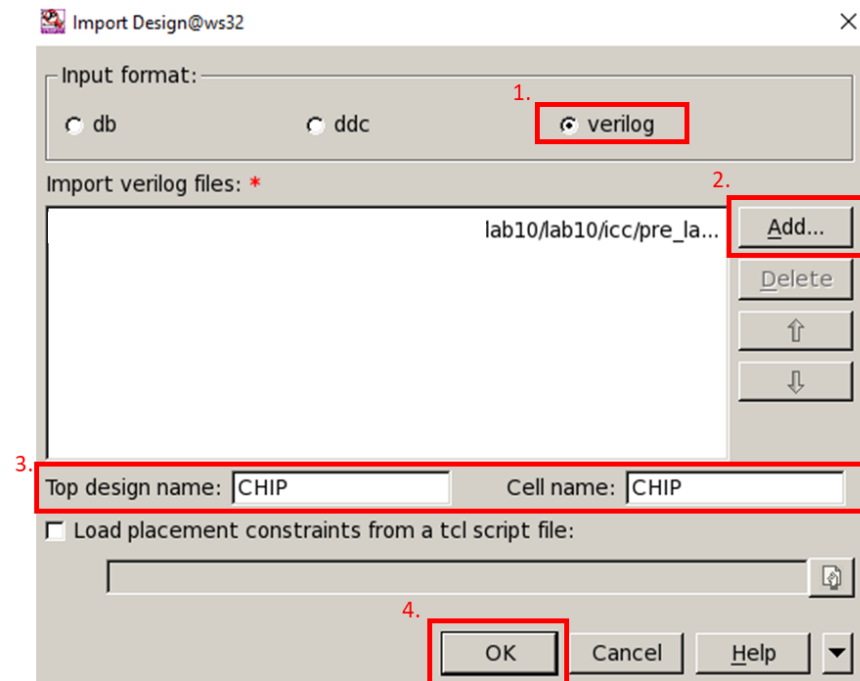 Import Design@ws32
Input format:
1.
db
ddc
verilog
Import verilog files: *
2.
lab10/lab10/icc/pre_la...
Add...
Delete
3.
Top design name: CHIP
Cell name: CHIP
Load placement constraints from a tcl script file:
4.
OK
Cancel
Help